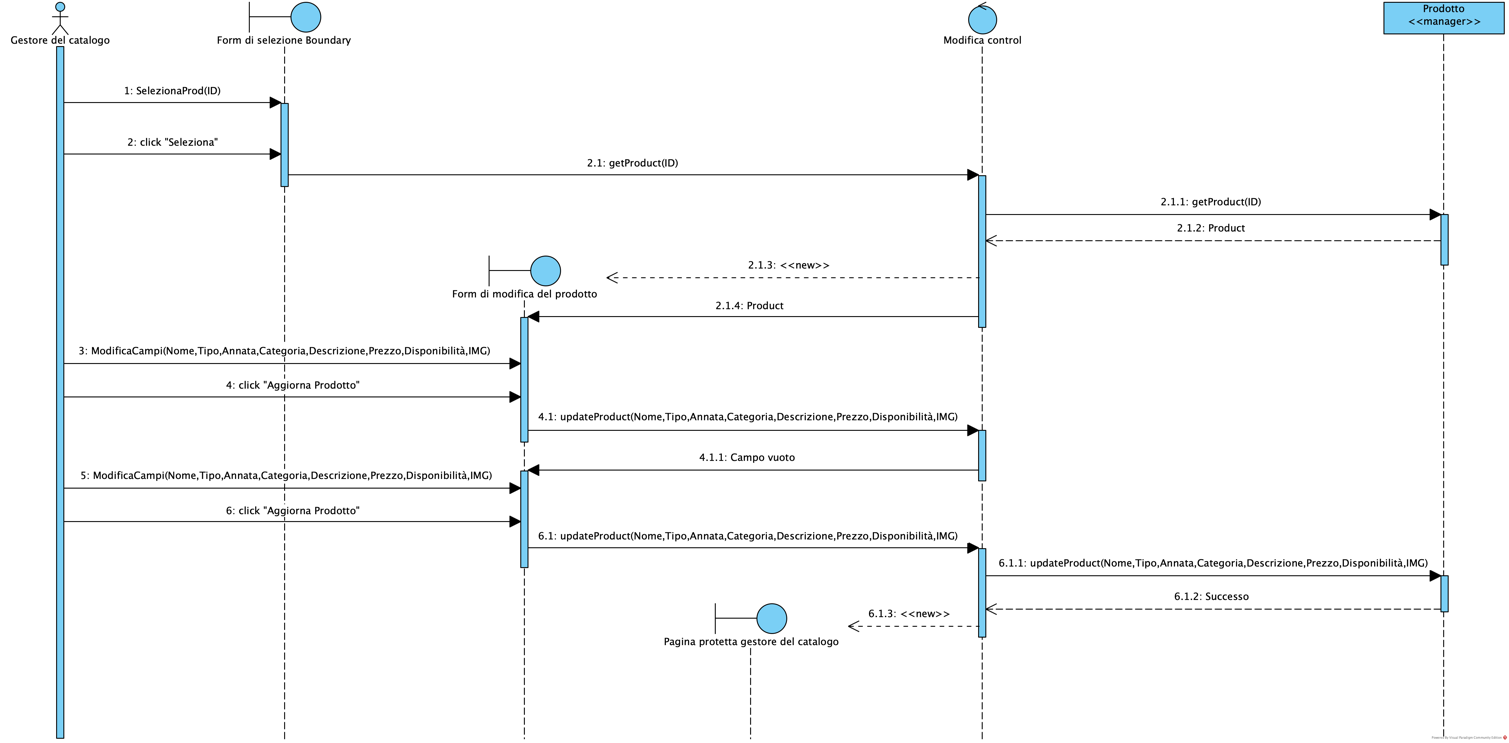 Gestore del catalogo
Form di selezione Boundary
Modifica control
Prodotto
<<manager>>
1: SelezionaProd(ID)
2: click "Seleziona"
2.1: getProduct(ID)
2.1.1: getProduct(ID)
2.1.2: Product
2.1.3: <<new>>
Form di modifica del prodotto
2.1.4: Product
3: ModificaCampi(Nome,Tipo,Annata,Categoria,Descrizione,Prezzo,Disponibilità,IMG)
4: click "Aggiorna Prodotto"
4.1: updateProduct(Nome,Tipo,Annata,Categoria,Descrizione,Prezzo,Disponibilità,IMG)
4.1.1: Campo vuoto
5: ModificaCampi(Nome,Tipo,Annata,Categoria,Descrizione,Prezzo,Disponibilità,IMG)
6: click "Aggiorna Prodotto"
6.1: updateProduct(Nome,Tipo,Annata,Categoria,Descrizione,Prezzo,Disponibilità,IMG)
6.1.1: updateProduct(Nome,Tipo,Annata,Categoria,Descrizione,Prezzo,Disponibilità,IMG)
6.1.2: Successo
6.1.3: <<new>>
Pagina protetta gestore del catalogo
Powered By Visual Paradigm Community Edition